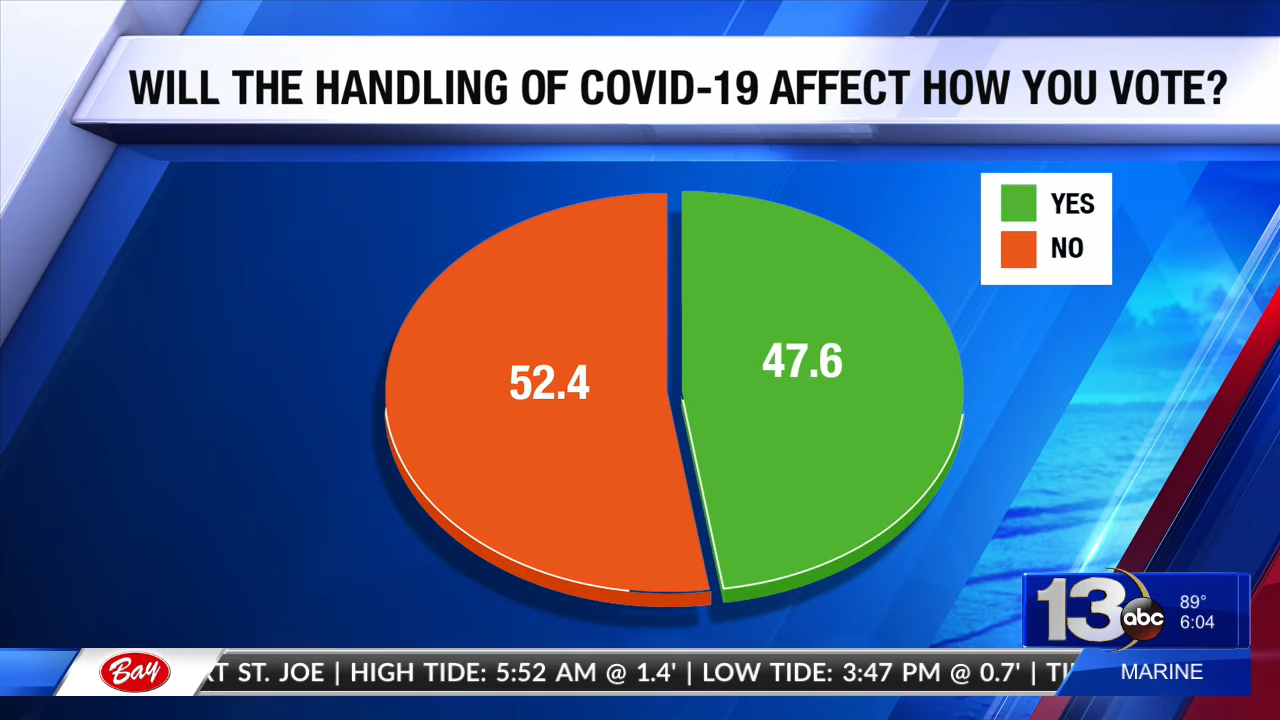 WILL THE HANDLING OF COVID-19 AFFECT HOW YOU VOTE?
YES
NO
52.4
47.6
13 abc
89°
6:04
Bay
ST. JOE | HIGH TIDE: 5:52 AM @ 1.4' | LOW TIDE: 3:47 PM @ 0.7' |
MARINE